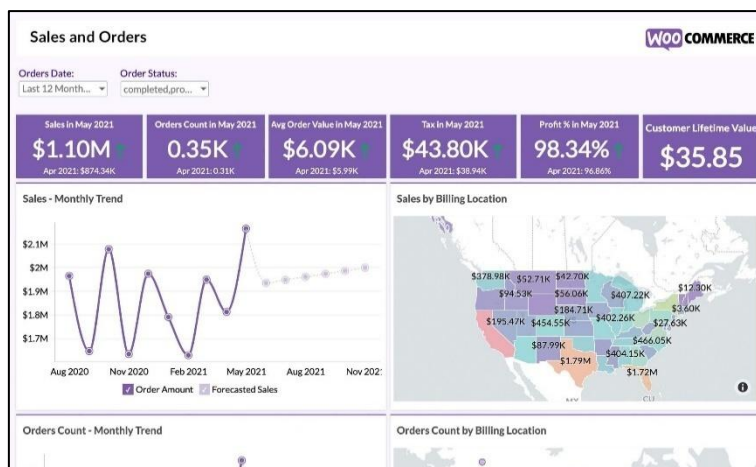 Sales and Orders
WOO COMMERCE
Orders Date:
Order Status:
Last 12 Month...
completed,pro...
Sales in May 2021
$1.10M
Apr 2021: $874.34K
Orders Count in May 2021
0.35K
Apr 2021: 0.31K
Avg Order Value in May 2021
$6.09K
Apr 2021: $5.99K
Tax in May 2021
$43.80K
Apr 2021: $38.94K
Profit % in May 2021
98.34%
Apr 2021: 96.86%
Customer Lifetime Value
$35.85
Sales - Monthly Trend
$2.1M
$2M
$1.9M
$1.8M
$1.7M
Aug 2020
Nov 2020
Feb 2021
May 2021
Aug 2021
Nov 202
Order Amount
Forecasted Sales
Sales by Billing Location
$378.98K
$52.71K
$42.70K
$94.53K
$56.06K
$407.22K
$12.30K
$184.71K
$3.60K
$195.47K
$454.55K
$402.26K
$27.63K
$87.99K
$466.05K
$404.15K
$1.79M
$1.72M
CU
Orders Count - Monthly Trend
Orders Count by Billing Location